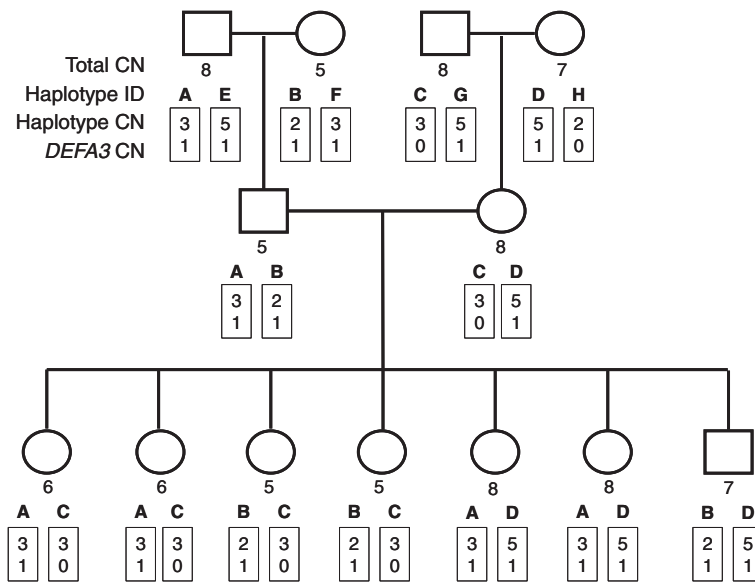 Total CN 8 5 8 7
Haplotype ID A E B F C G D H
Haplotype CN 3 5 2 3 3 5 5 2
DEFA3 CN 1 1 1 1 0 1 1 0
5 8
A B C D
3 2 3 5
1 1 0 1
6 6 5 5 8 8 7
A C A C B C B C A D A D B D
3 3 3 3 2 3 2 3 3 5 3 5 2 5
1 0 1 0 1 0 1 0 1 1 1 1 1 1